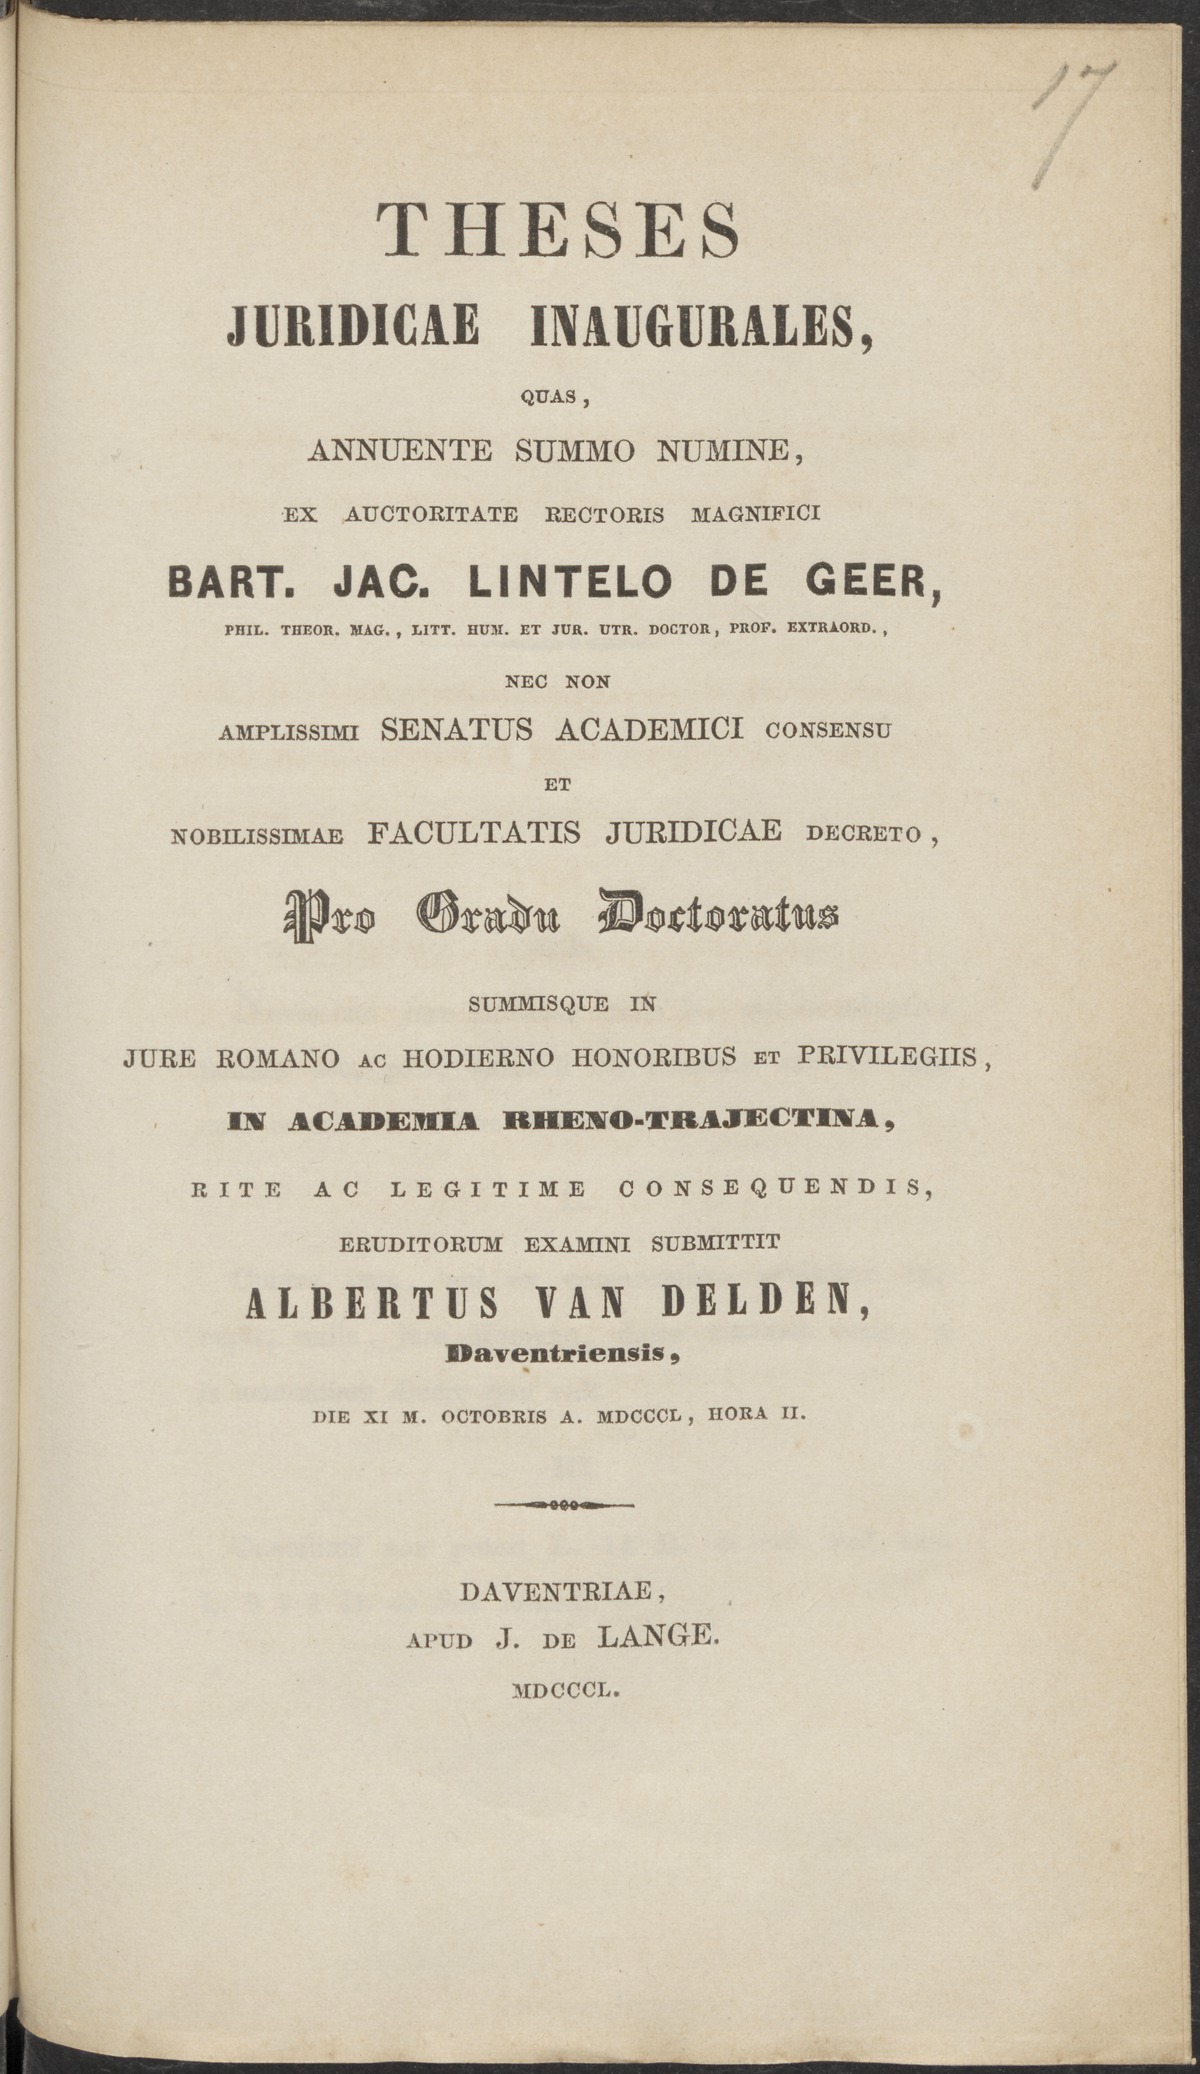 17
THESES
JURIDICAE INAUGURALES,
QUAS,
ANNUENTE SUMMO NUMINE,
EX AUCTORITATE RECTORIS MAGNIFICI
BART. JAC. LINTELO DE GEER,
PHIL. THEOR. MAG., LITT. HUM. ET JUR. UTR. DOCTOR, PROF. EXTRAORD.,
NEC NON
AMPLISSIMI SENATUS ACADEMICI CONSENSU
ET
NOBILISSIMAE FACULTATIS JURIDICAE DECRETO,
Pro Gradu Doctoratus
SUMMISQUE IN
JURE ROMANO AC HODIERNO HONORIBUS ET PRIVILEGIIS,
IN ACADEMIA RHENO-TRAJECTINA,
RITE AC LEGITIME CONSEQUENDIS,
ERUDITORUM EXAMINI SUBMITTIT
ALBERTUS VAN DELDEN,
Daventriensis,
DIE XI M. OCTOBRIS A. MDCCCL, HORA II.
DAVENTRIAE,
APUD J. DE LANGE.
MDCCCL.